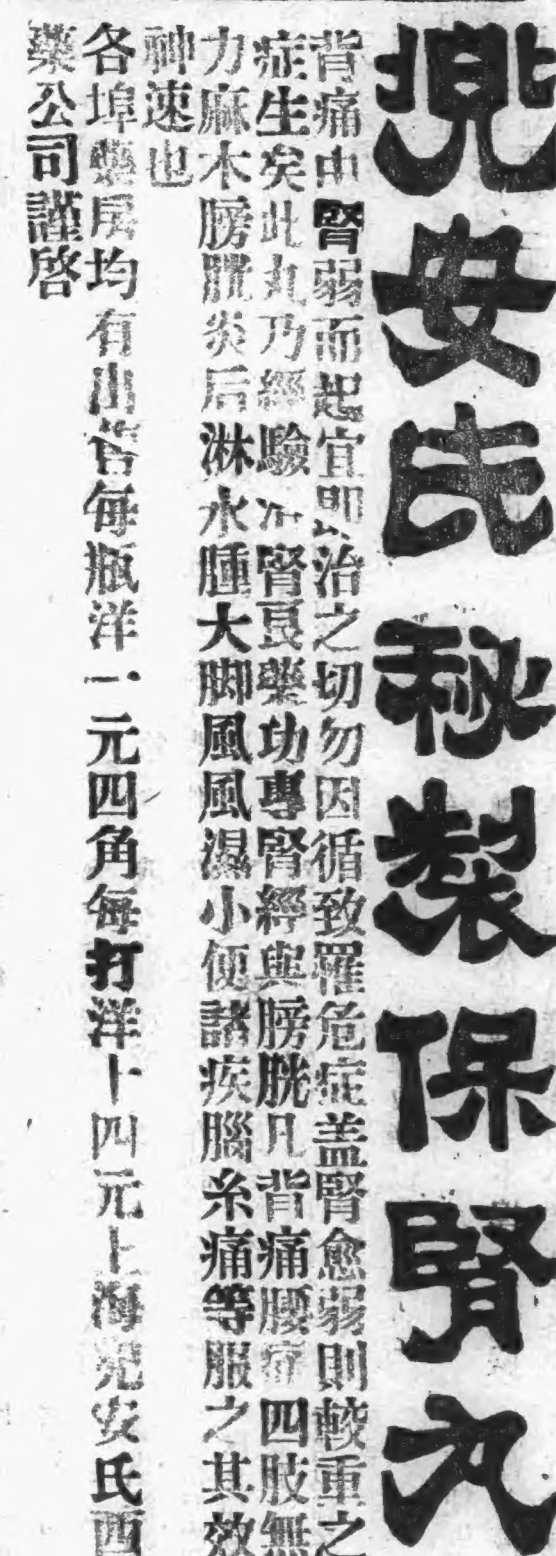 兜安氏秘製保腎丸
背痛由腎弱而起宜即治之切勿因循致罹危症盖腎愈弱則較重之
症生矣此丸乃經驗治腎良藥功專腎經與膀胱凡背痛腰症四肢無
力麻木膀胱炎后淋水腫大脚風風濕小便諸疾腦糸痛等服之其效
神速也
各埠藥房均有出售每瓶洋一元四角每打洋十四元上海兜安氏西
藥公司謹啓